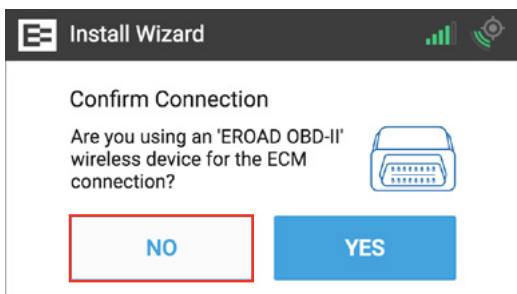 Install Wizard
Confirm Connection
Are you using an 'EROAD OBD-II'
wireless device for the ECM
connection?
NO
YES